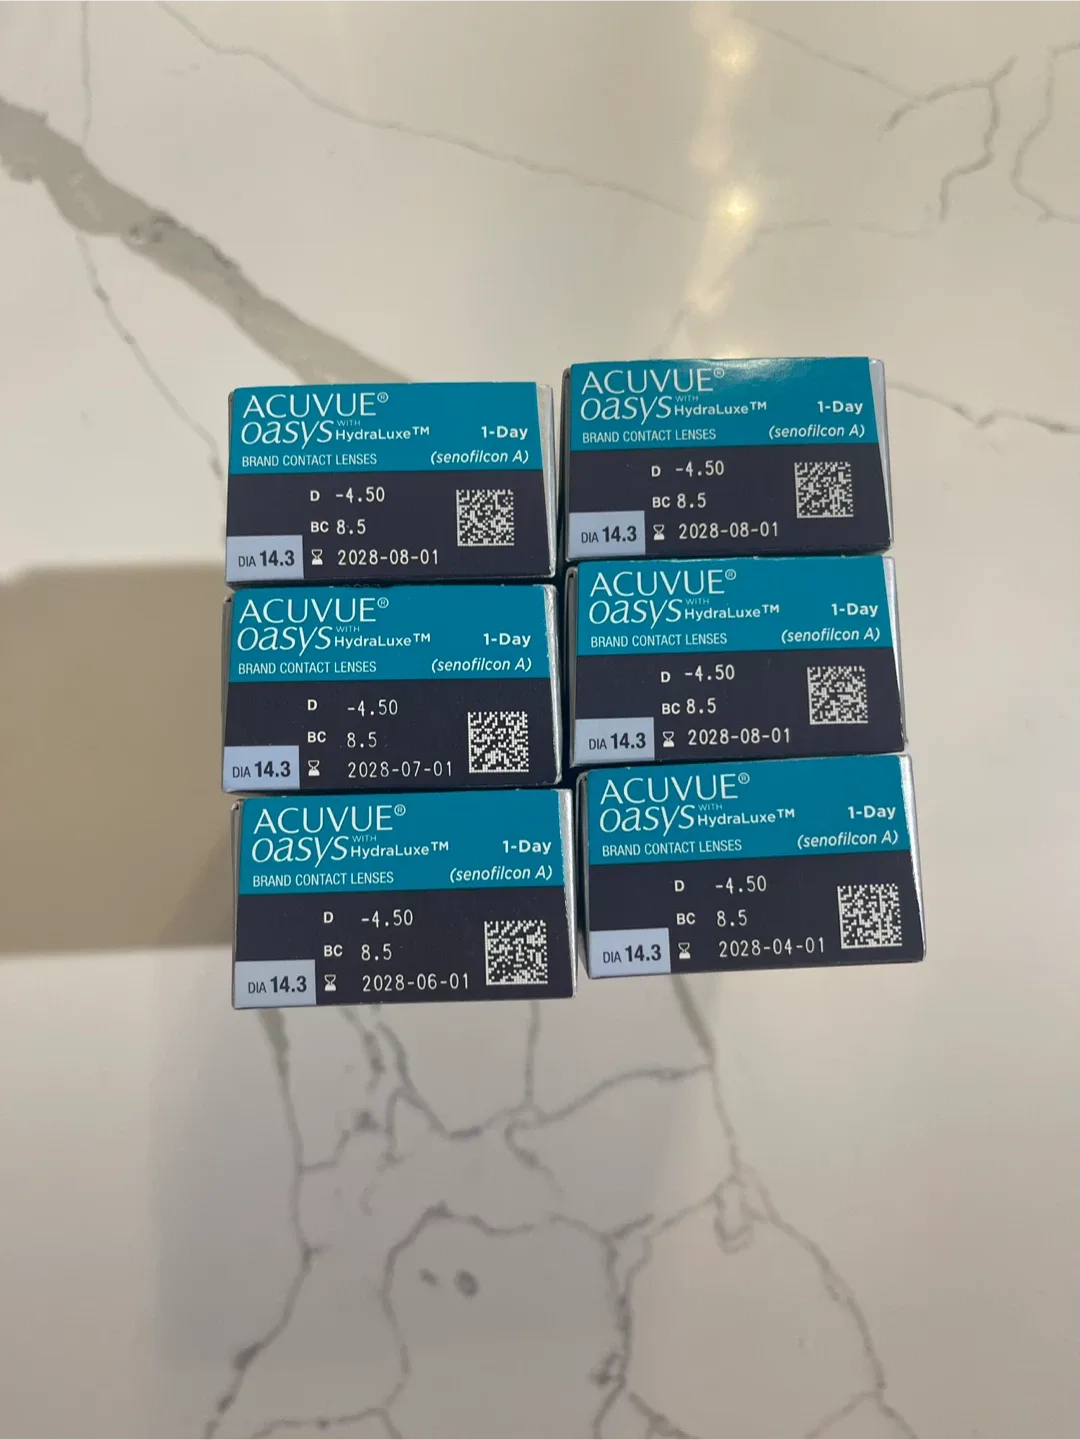 ACUVUE®
oasys WITH HydraLuxe™ 1-Day
BRAND CONTACT LENSES (senofilcon A)
D -4.50
BC 8.5
DIA 14.3 2028-08-01
ACUVUE®
oasys WITH HydraLuxe™ 1-Day
BRAND CONTACT LENSES (senofilcon A)
D -4.50
BC 8.5
DIA 14.3 2028-08-01
ACUVUE®
oasys WITH HydraLuxe™ 1-Day
BRAND CONTACT LENSES (senofilcon A)
D -4.50
BC 8.5
DIA 14.3 2028-07-01
ACUVUE®
oasys WITH HydraLuxe™ 1-Day
BRAND CONTACT LENSES (senofilcon A)
D -4.50
BC 8.5
DIA 14.3 2028-08-01
ACUVUE®
oasys WITH HydraLuxe™ 1-Day
BRAND CONTACT LENSES (senofilcon A)
D -4.50
BC 8.5
DIA 14.3 2028-06-01
ACUVUE®
oasys WITH HydraLuxe™ 1-Day
BRAND CONTACT LENSES (senofilcon A)
D -4.50
BC 8.5
DIA 14.3 2028-04-01